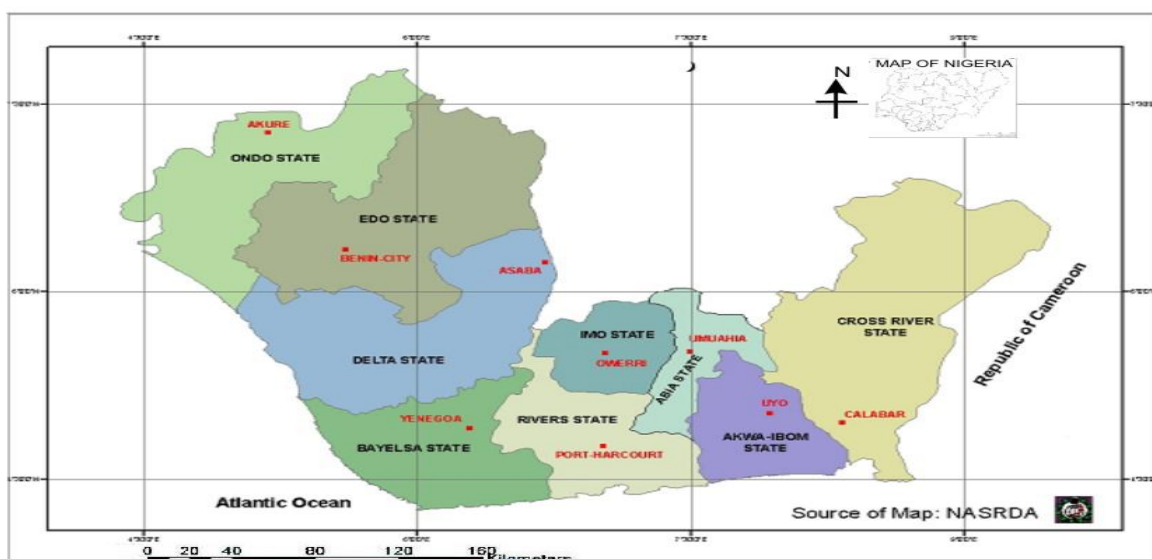 MAP OF NIGERIA
N
AKURE
ONDO STATE
EDO STATE
BENIN-CITY
ASABA
DELTA STATE
IMO STATE
OWERRI
UMUAHIA
ABIA STATE
CROSS RIVER
STATE
Republic of Cameroon
YENEGOA
BAYELSA STATE
RIVERS STATE
PORT-HARCOURT
UYO
AKWA-IBOM
STATE
CALABAR
Atlantic Ocean
Source of Map: NASRDA
0 20 40 80 120 160
Kilometers